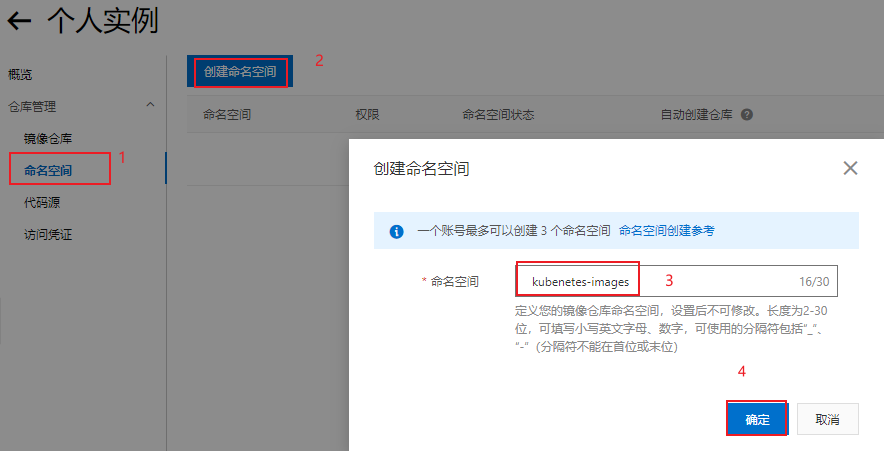 个人实例
概览
仓库管理
镜像仓库
命名空间
1
代码源
访问凭证
创建命名空间
2
命名空间 权限 命名空间状态 自动创建仓库
创建命名空间
一个账号最多可以创建 3 个命名空间 命名空间创建参考
* 命名空间
kubenetes-images
3
16/30
定义您的镜像仓库命名空间，设置后不可修改。长度为2-30
位，可填写小写英文字母、数字，可使用的分隔符包括“_”、
“-”（分隔符不能在首位或末位）
4
确定 取消